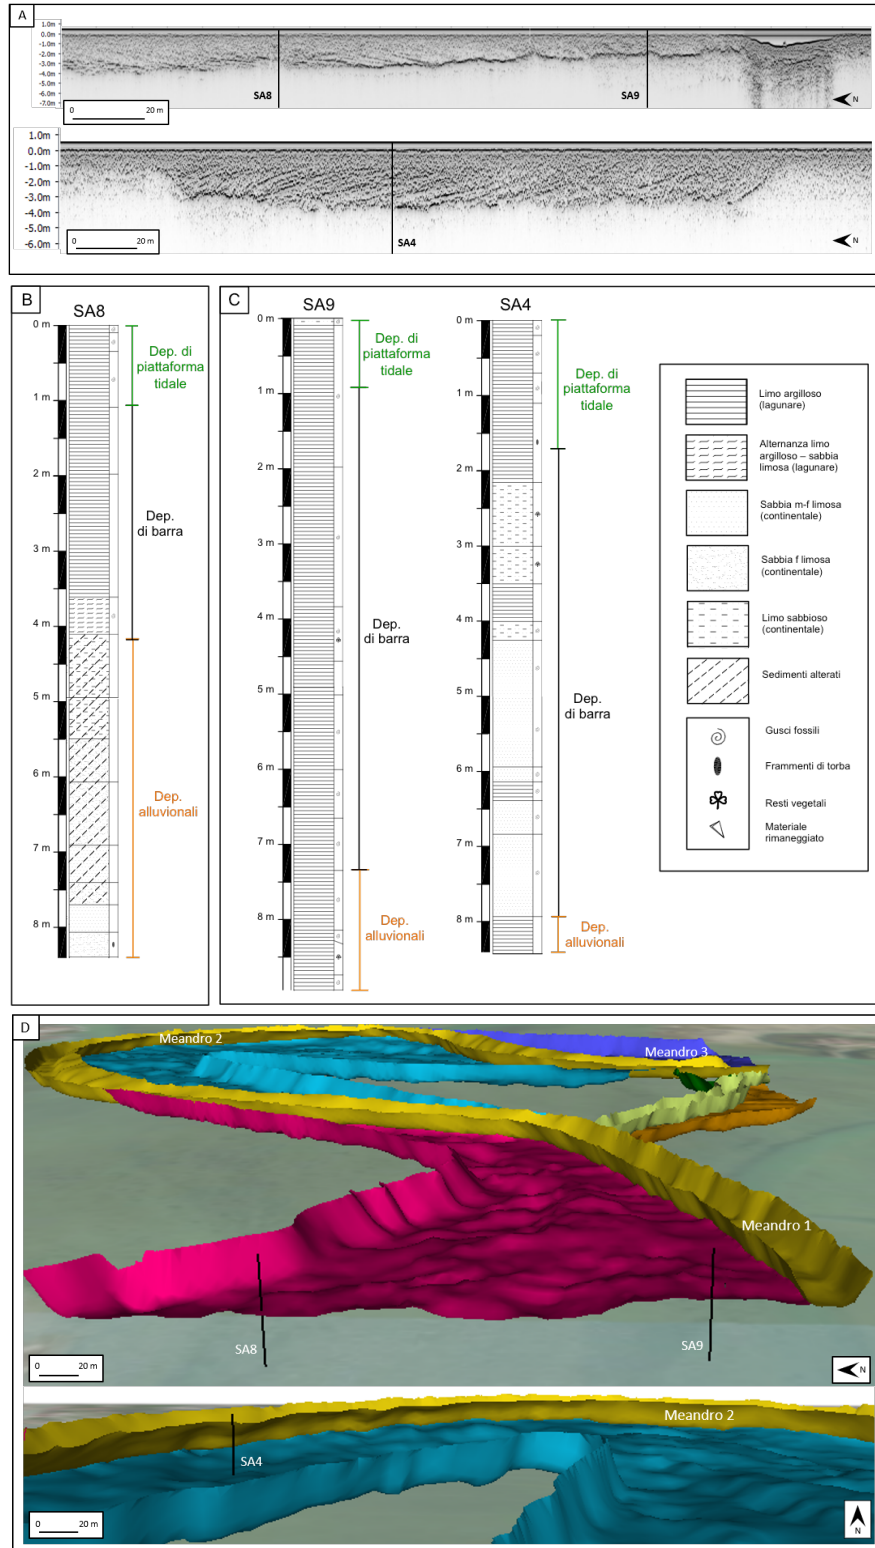 A
1.0m
0.0m
-1.0m
-2.0m
-3.0m
-4.0m
-5.0m
-6.0m
-7.0m
0 20 m
SA8
SA9
N
1.0m
0.0m
-1.0m
-2.0m
-3.0m
-4.0m
-5.0m
-6.0m
0 20 m
SA4
N
B
SA8
0 m
1 m
2 m
3 m
4 m
5 m
6 m
7 m
8 m
Dep. di
piattaforma
tidale
Dep.
di barra
Dep.
alluvionali
C
SA9
0 m
1 m
2 m
3 m
4 m
5 m
6 m
7 m
8 m
Dep. di
piattaforma
tidale
Dep.
di barra
Dep.
alluvionali
SA4
0 m
1 m
2 m
3 m
4 m
5 m
6 m
7 m
8 m
Dep. di
piattaforma
tidale
Dep.
di barra
Dep.
alluvionali
Limo argilloso
(lagunare)
Alternanza limo
argilloso – sabbia
limosa (lagunare)
Sabbia m-f limosa
(continentale)
Sabbia f limosa
(continentale)
Limo sabbioso
(continentale)
Sedimenti alterati
Gusci fossili
Frammenti di torba
Resti vegetali
Materiale
rimaneggiato
D
Meandro 2
Meandro 3
Meandro 1
SA8
SA9
0 20 m
N
Meandro 2
SA4
0 20 m
N